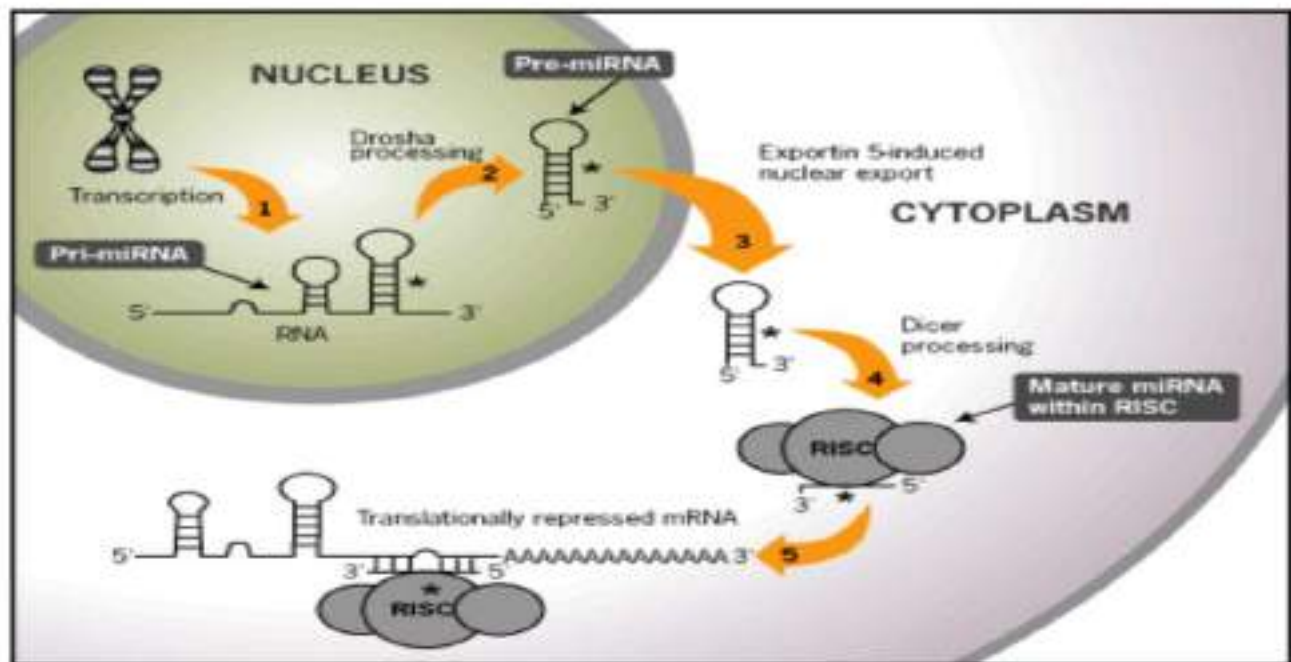 NUCLEUS
Pre-miRNA
Drosha
processing
2
5' 3'
Transcription
1
Exportin 5-induced
nuclear export
CYTOPLASM
3
Pri-miRNA
5' 3'
RNA
3'
5'
Dicer
processing
4
Mature miRNA
within RISC
RISC
3' 5'
Translationally repressed mRNA
5' AAAAAAAAAAAAAA 3'
5
3' 5'
RISC